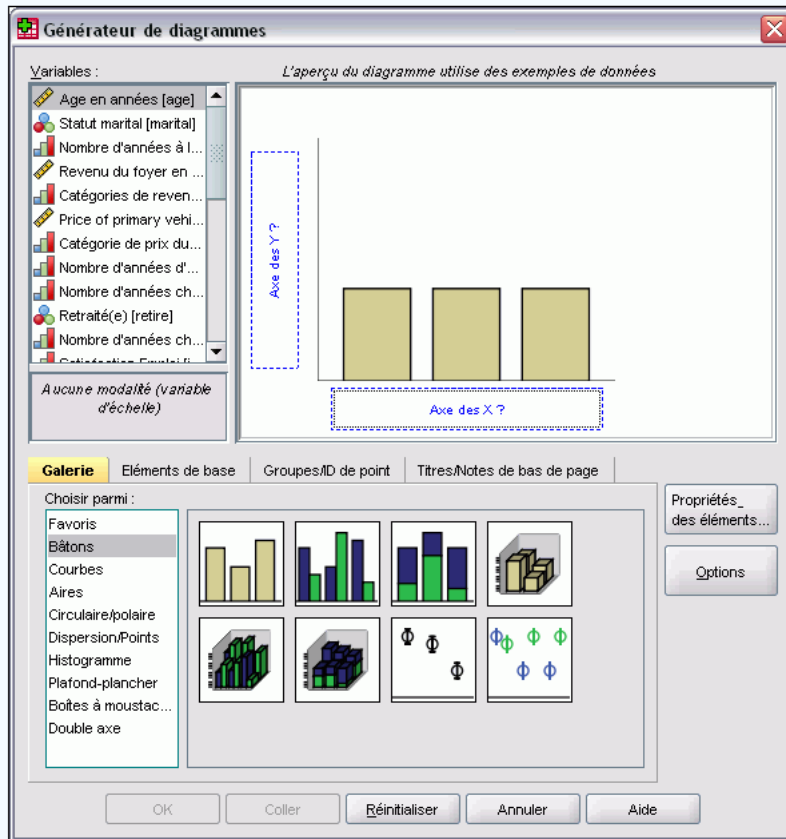 Générateur de diagrammes
Variables :
L'aperçu du diagramme utilise des exemples de données
Age en années [age]
Statut marital [marital]
Nombre d'années à l...
Revenu du foyer en ...
Catégories de reven...
Price of primary vehi...
Catégorie de prix du...
Nombre d'années d'...
Nombre d'années ch...
Retraité(e) [retire]
Nombre d'années ch...
Satisfaction Emploi
Aucune modalité (variable
d'échelle)
Axe des Y ?
Axe des X ?
Galerie
Eléments de base
Groupes/ID de point
Titres/Notes de bas de page
Choisir parmi :
Favoris
Bâtons
Courbes
Aires
Circulaire/polaire
Dispersion/Points
Histogramme
Plafond-plancher
Boîtes à moustac...
Double axe
Propriétés_
des éléments...
Options
OK
Coller
Réinitialiser
Annuler
Aide